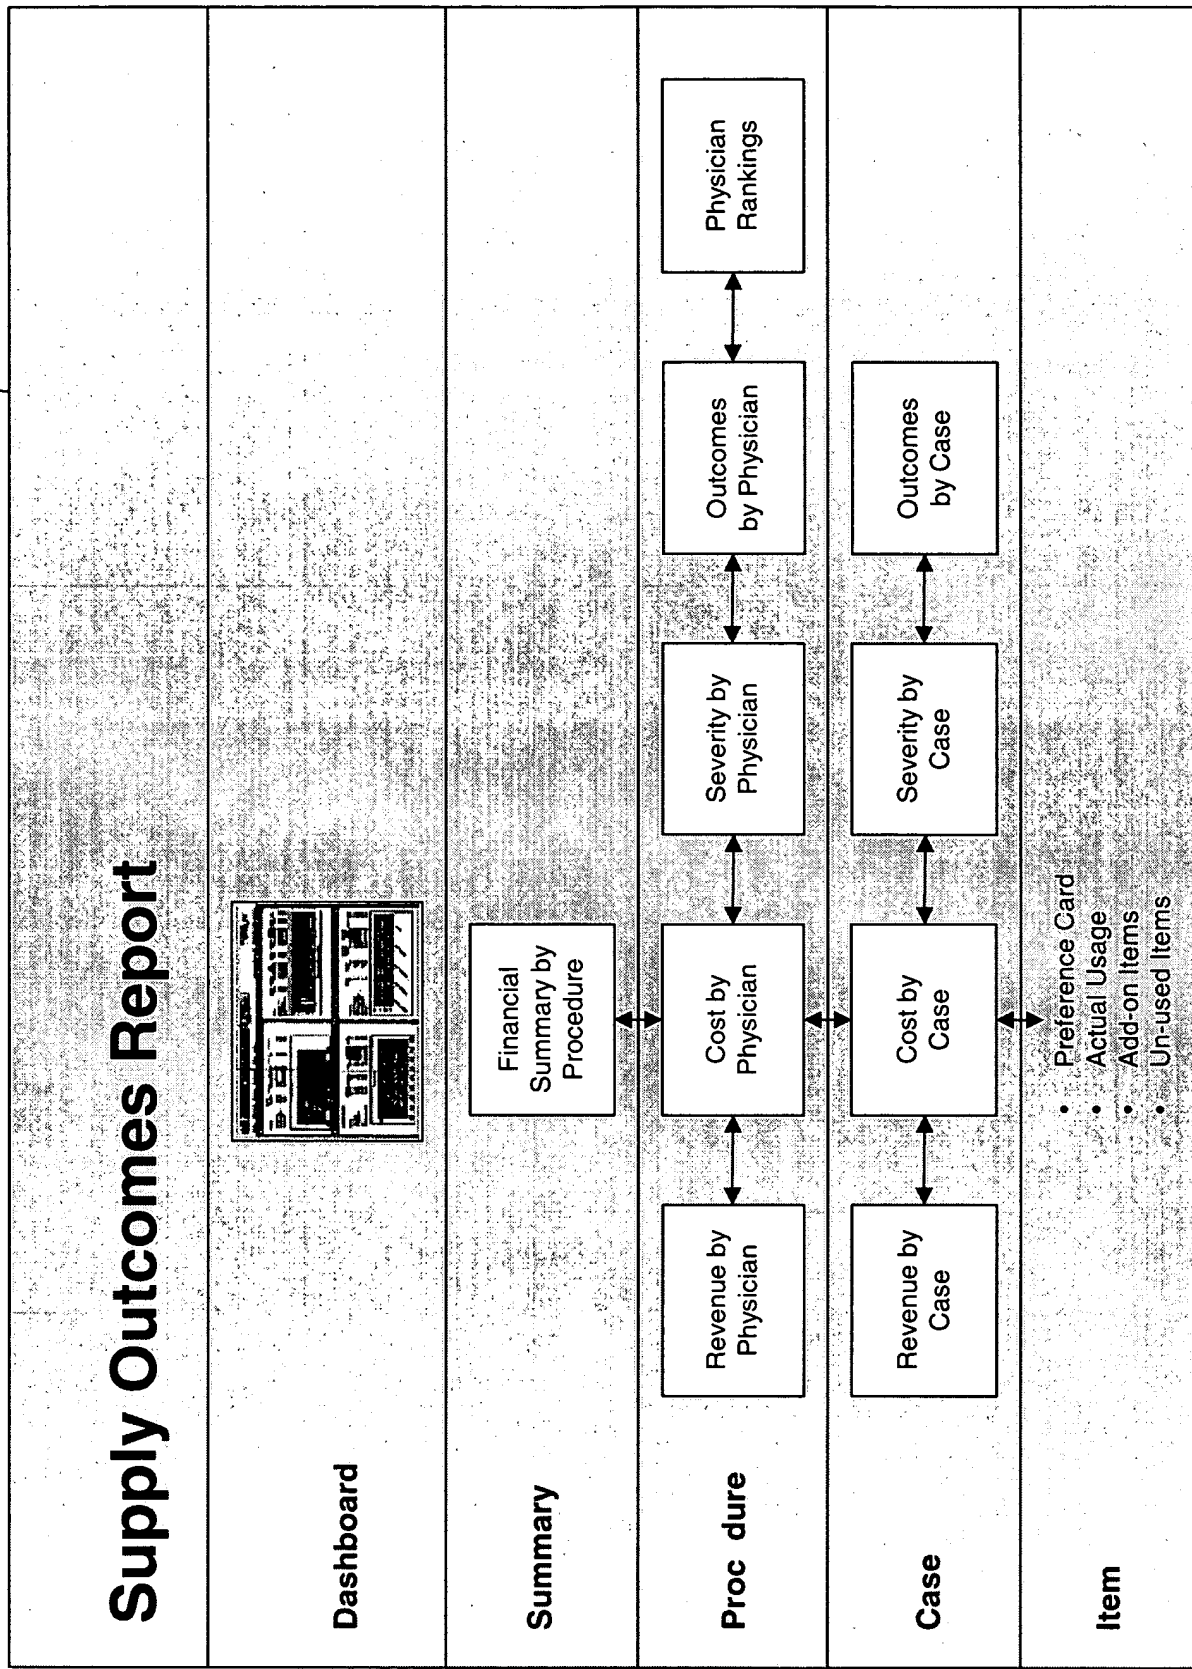 Supply Outcomes Report
Dashboard
Summary
Financial
Summary by
Procedure
Proc dure
Revenue by
Physician
Cost by
Physician
Severity by
Physician
Outcomes
by Physician
Physician
Rankings
Case
Revenue by
Case
Cost by
Case
Severity by
Case
Outcomes
by Case
Item
• Preference Card
• Actual Usage
• Add-on Items
• Un-used Items